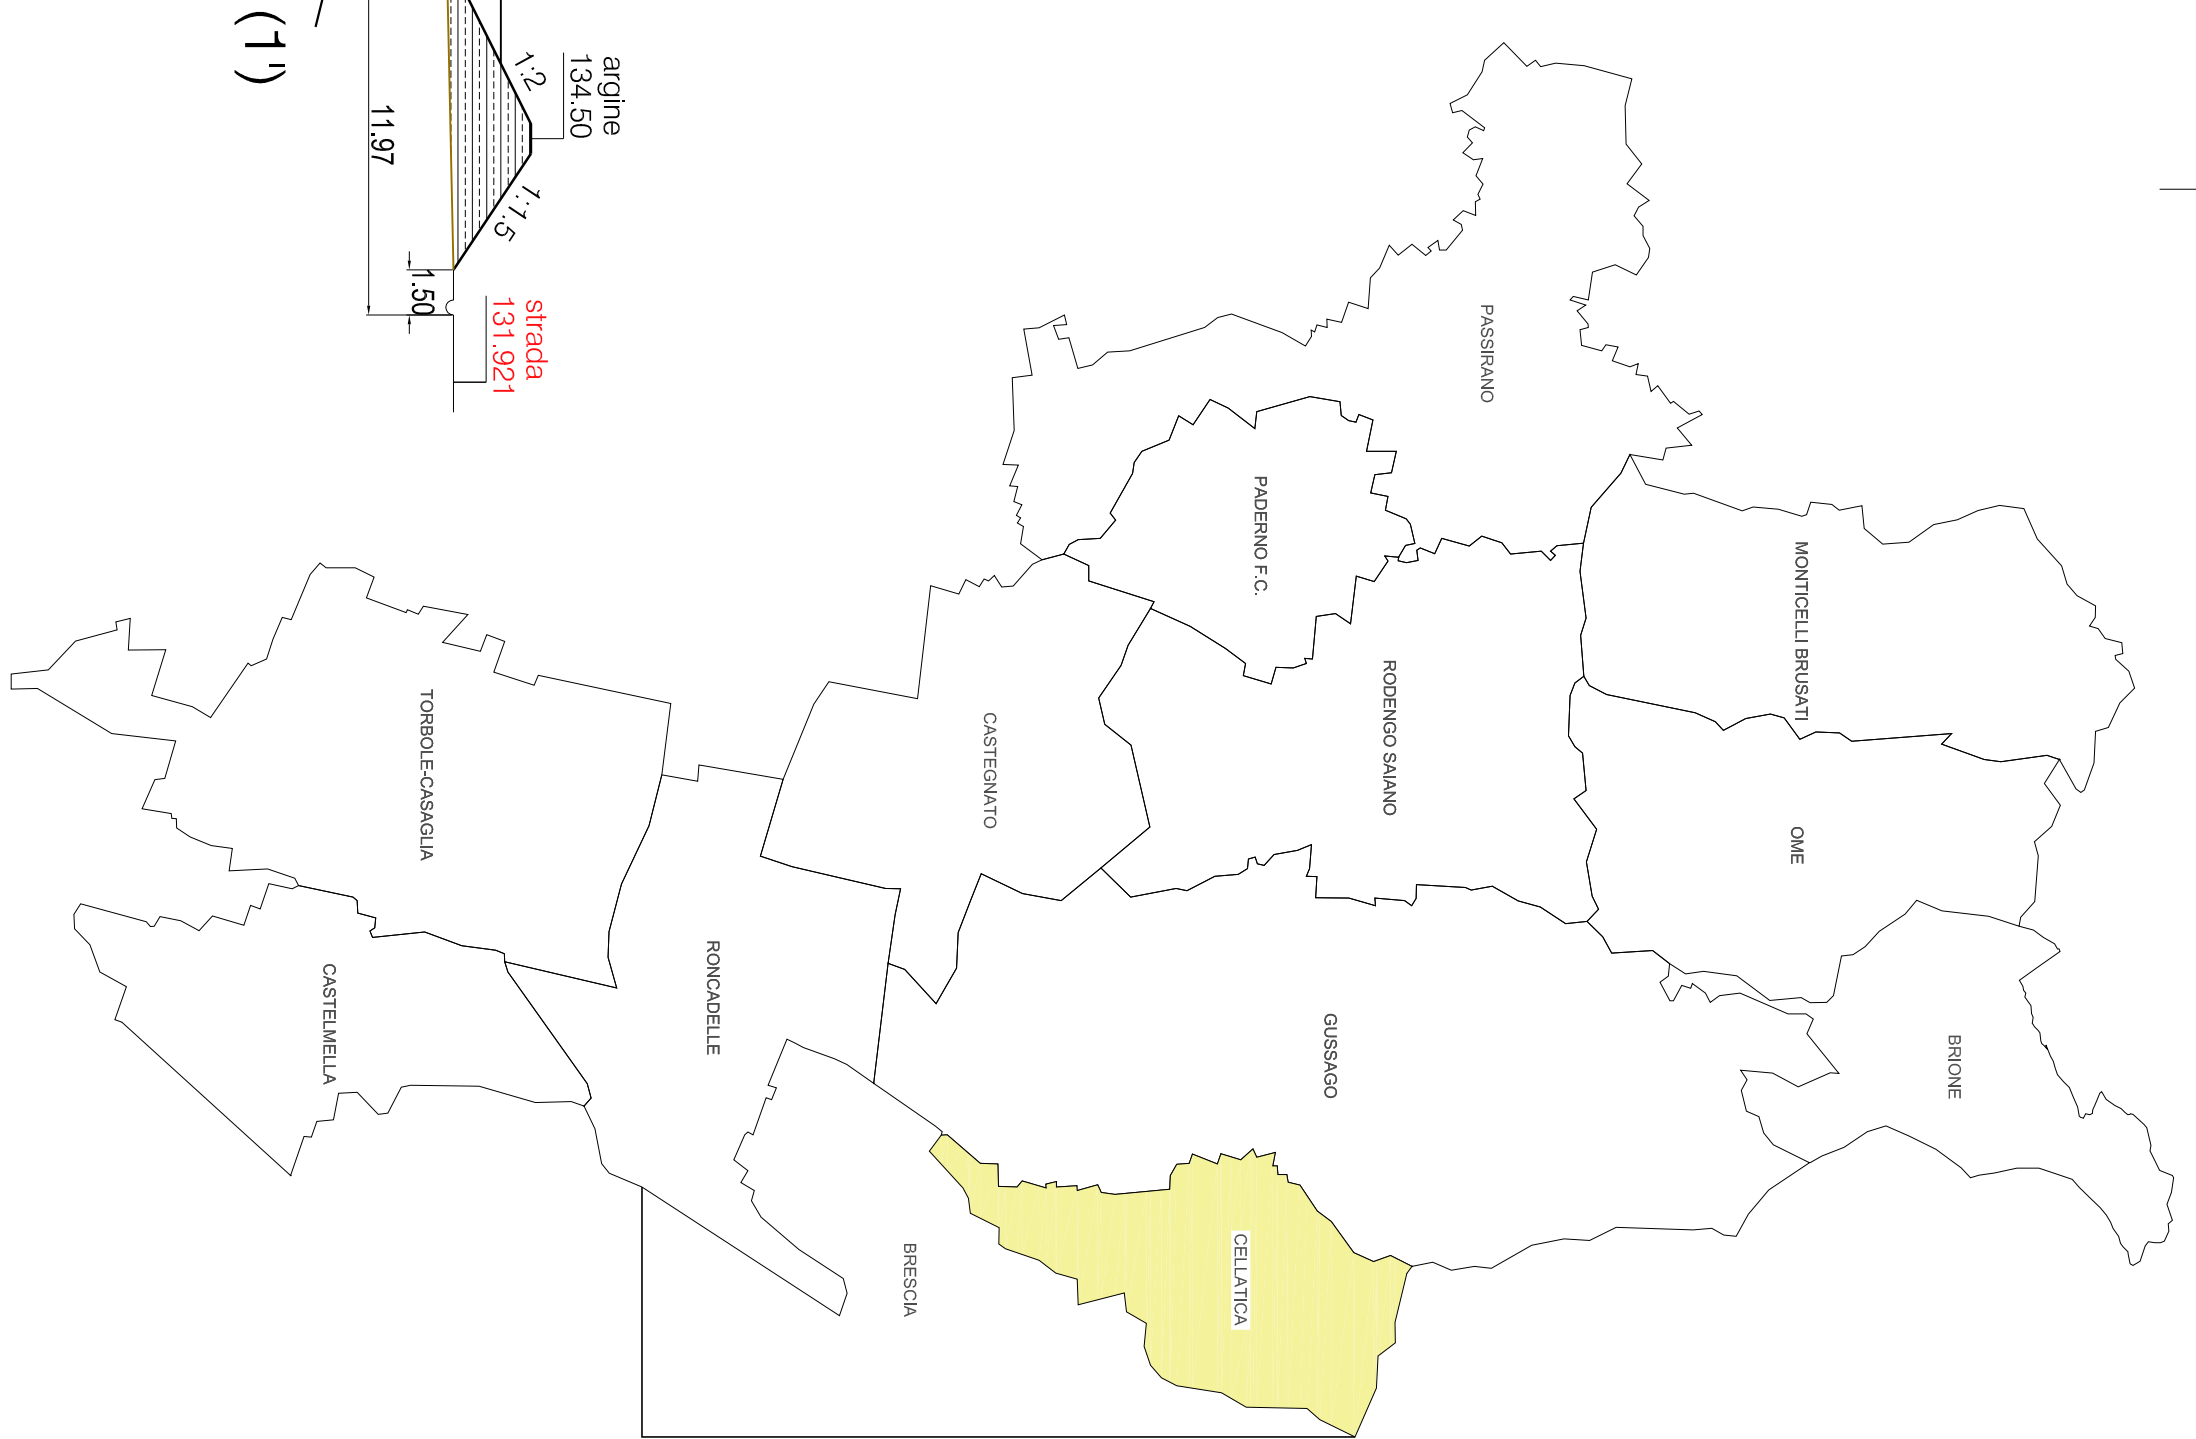 (1')
argine
134.50
1:2
1:1.5
11.97
1.50
strada
131.921
PASSIRANO
PADERNO F.C.
MONTICELLI BRUSATI
RODENGO SAIANO
OME
CASTEGNATO
TORBOLE-CASAGLIA
RONCADELLE
CASTELMELLA
GUSSAGO
BRIONE
CELLATICA
BRESCIA